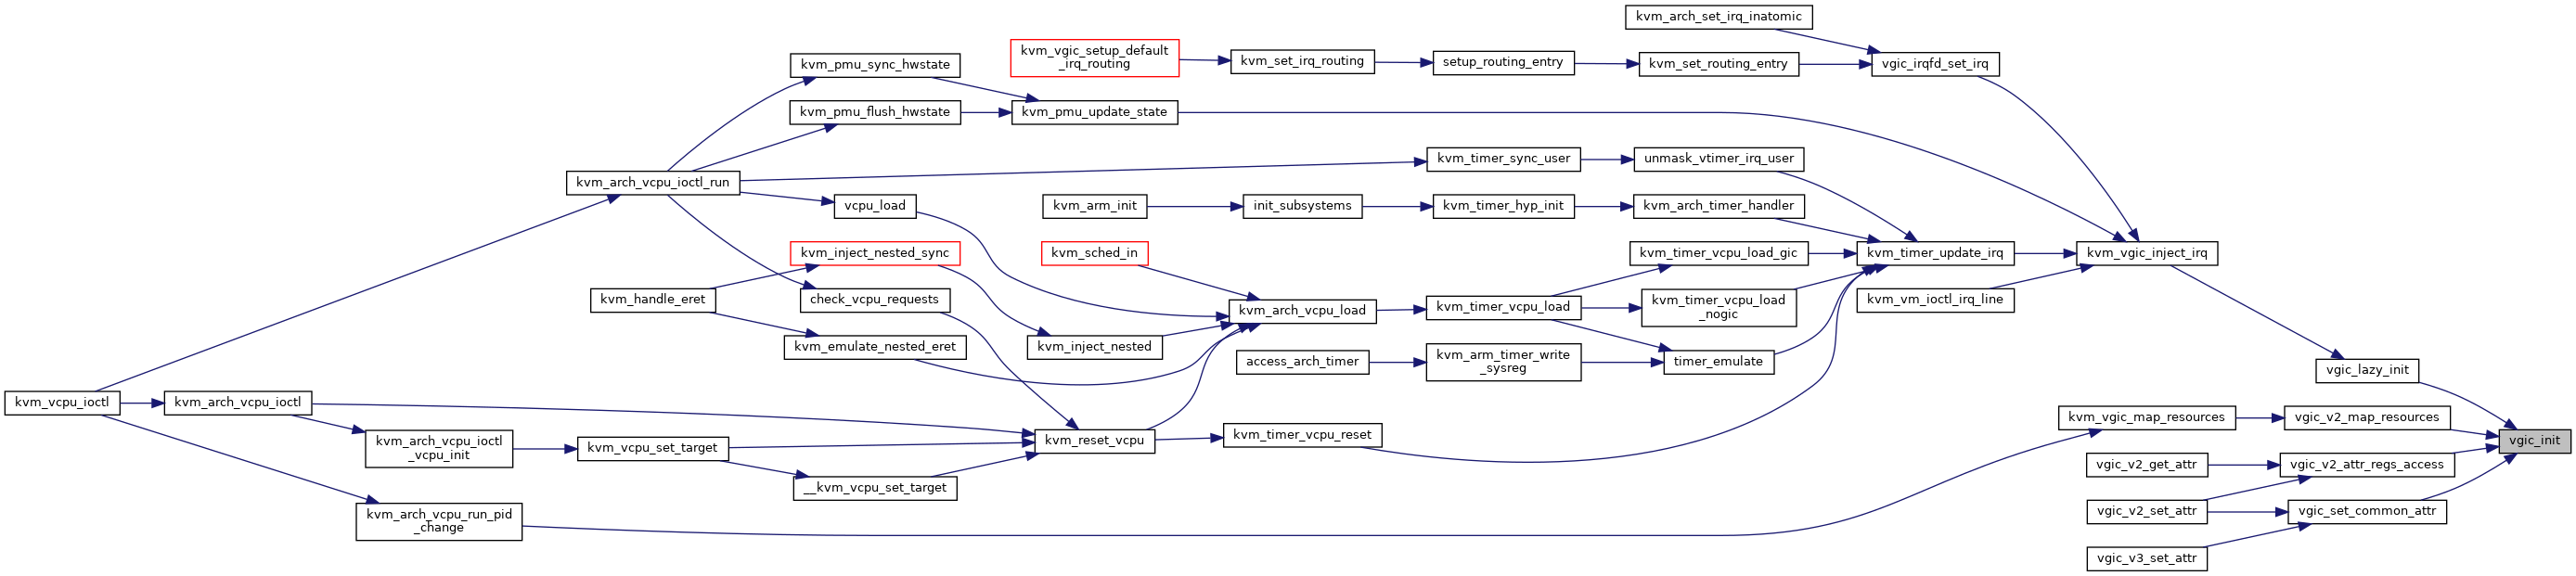 kvm_arch_set_irq_inatomic
kvm_vgic_setup_default
_irq_routing
kvm_set_irq_routing
setup_routing_entry
kvm_set_routing_entry
vgic_irqfd_set_irq
kvm_pmu_sync_hwstate
kvm_pmu_flush_hwstate
kvm_pmu_update_state
kvm_timer_sync_user
unmask_vtimer_irq_user
kvm_arch_vcpu_ioctl_run
vcpu_load
kvm_arm_init
init_subsystems
kvm_timer_hyp_init
kvm_arch_timer_handler
kvm_inject_nested_sync
kvm_sched_in
kvm_timer_vcpu_load_gic
kvm_timer_update_irq
kvm_vgic_inject_irq
kvm_handle_eret
check_vcpu_requests
kvm_arch_vcpu_load
kvm_timer_vcpu_load
kvm_timer_vcpu_load
_nogic
kvm_vm_ioctl_irq_line
kvm_emulate_nested_eret
kvm_inject_nested
access_arch_timer
kvm_arm_timer_write
_sysreg
timer_emulate
vgic_lazy_init
kvm_vcpu_ioctl
kvm_arch_vcpu_ioctl
kvm_vgic_map_resources
vgic_v2_map_resources
kvm_arch_vcpu_ioctl
_vcpu_init
kvm_vcpu_set_target
kvm_reset_vcpu
kvm_timer_vcpu_reset
vgic_init
vgic_v2_get_attr
vgic_v2_attr_regs_access
__kvm_vcpu_set_target
kvm_arch_vcpu_run_pid
_change
vgic_v2_set_attr
vgic_set_common_attr
vgic_v3_set_attr